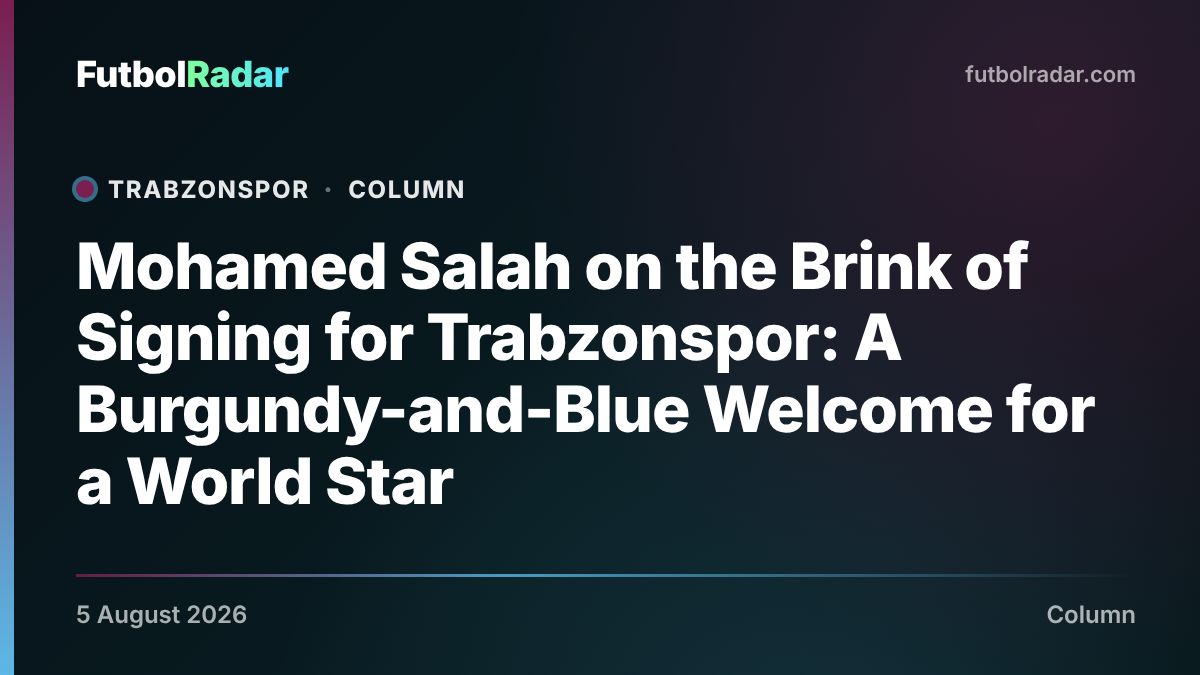 FutbolRadar
futbolradar.com
TRABZONSPOR · COLUMN
Mohamed Salah on the Brink of
Signing for Trabzonspor: A
Burgundy-and-Blue Welcome for
a World Star
5 August 2026
Column